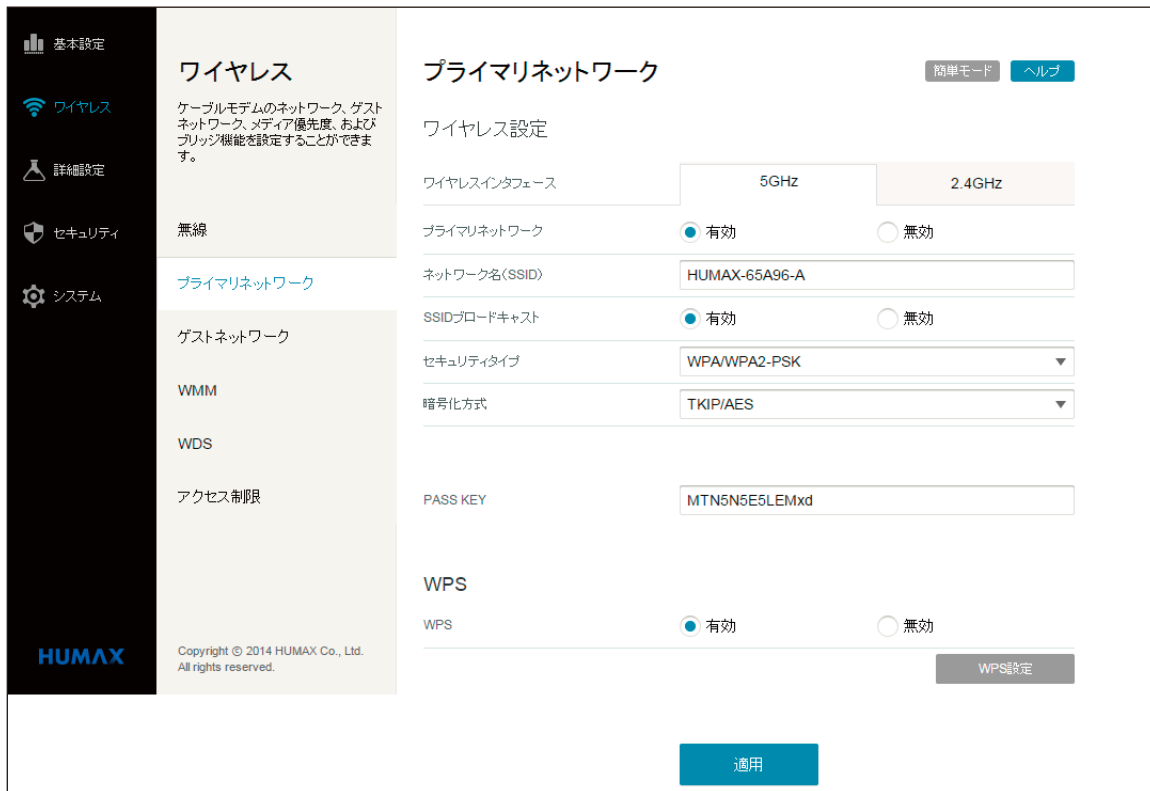 基本設定
ワイヤレス
詳細設定
セキュリティ
システム
HUMAX
ワイヤレス
ケーブルモデムのネットワーク、ゲスト
ネットワーク、メディア優先度、および
ブリッジ機能を設定することができま
す。
無線
プライマリネットワーク
ゲストネットワーク
WMM
WDS
アクセス制限
Copyright © 2014 HUMAX Co., Ltd.
All rights reserved.
プライマリネットワーク
簡単モード ヘルプ
ワイヤレス設定
ワイヤレスインタフェース 5GHz 2.4GHz
プライマリネットワーク 有効 無効
ネットワーク名(SSID) HUMAX-65A96-A
SSIDブロードキャスト 有効 無効
セキュリティタイプ WPA/WPA2-PSK
暗号化方式 TKIP/AES
PASS KEY MTN5N5E5LEMxd
WPS
WPS 有効 無効
WPS設定
適用